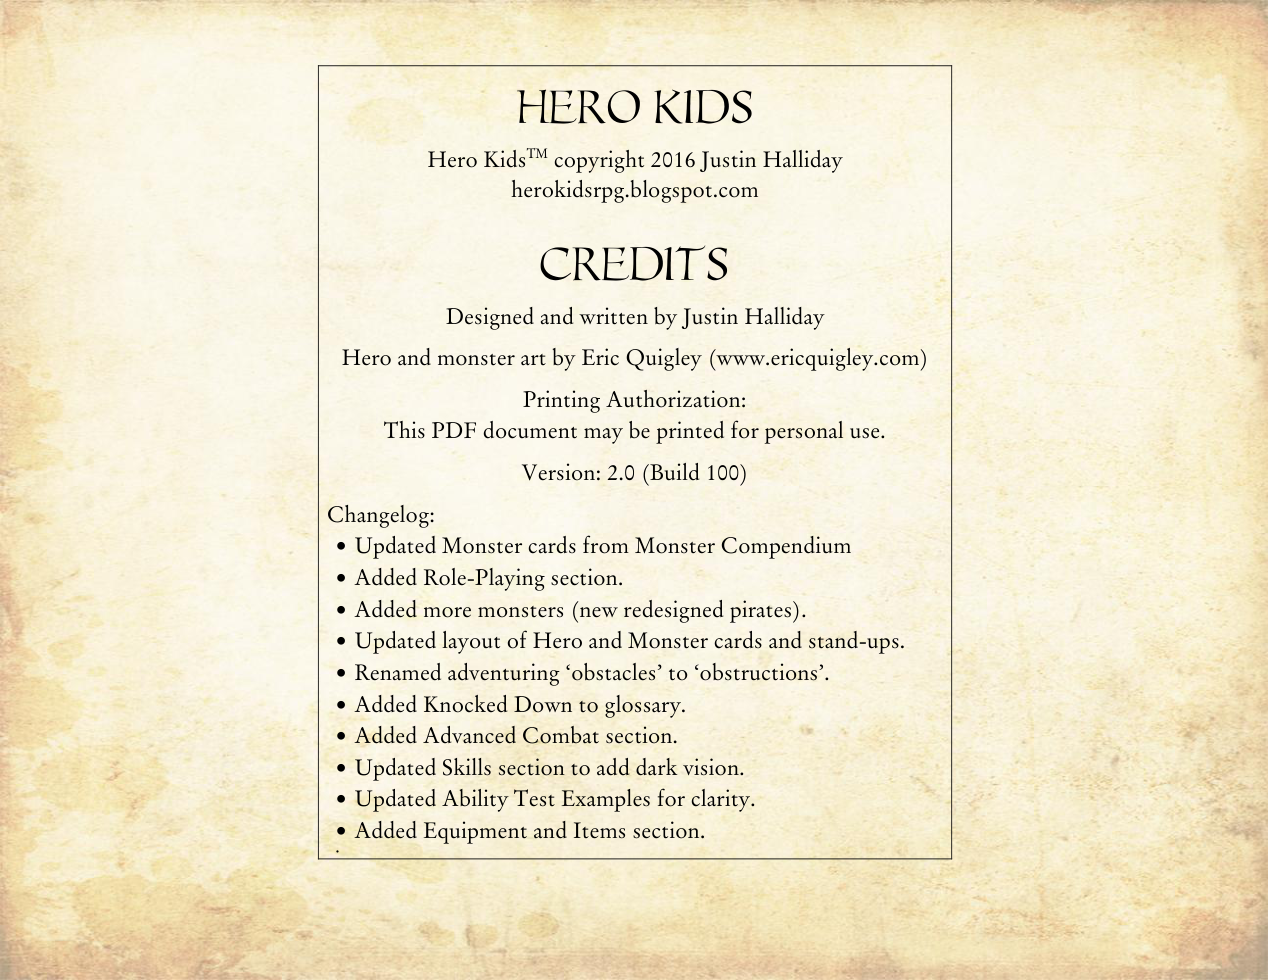 HERO KIDS
Hero Kids™ copyright 2016 Justin Halliday
herokidsrpg.blogspot.com
CREDITS
Designed and written by Justin Halliday
Hero and monster art by Eric Quigley (www.ericquigley.com)
Printing Authorization:
This PDF document may be printed for personal use.
Version: 2.0 (Build 100)
Changelog:
• Updated Monster cards from Monster Compendium
• Added Role-Playing section.
• Added more monsters (new redesigned pirates).
• Updated layout of Hero and Monster cards and stand-ups.
• Renamed adventuring ‘obstacles’ to ‘obstructions’.
• Added Knocked Down to glossary.
• Added Advanced Combat section.
• Updated Skills section to add dark vision.
• Updated Ability Test Examples for clarity.
• Added Equipment and Items section.